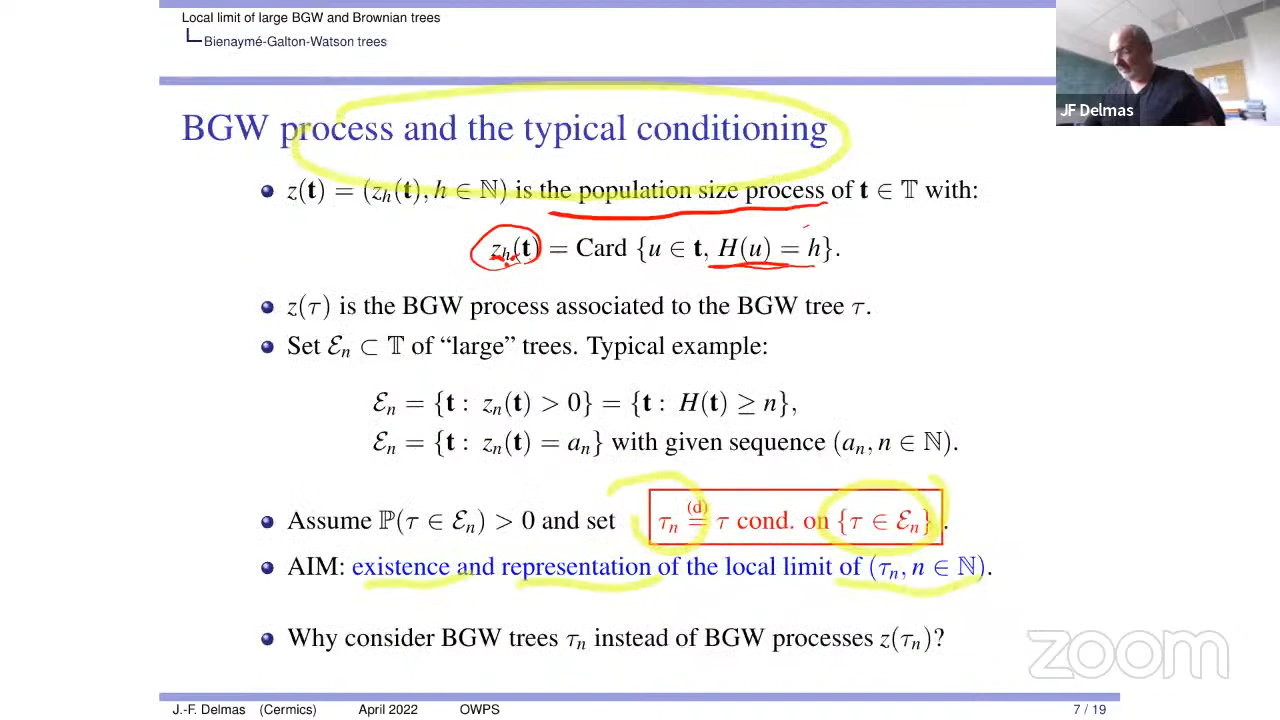 Local limit of large BGW and Brownian trees
Bienaymé-Galton-Watson trees
JF Delmas
BGW process and the typical conditioning
z(t) = (z_h(t), h ∈ ℕ) is the population size process of t ∈ 𝕋 with:
z_h(t) = Card {u ∈ t, H(u) = h}.
z(τ) is the BGW process associated to the BGW tree τ.
Set ℰ_n ⊂ 𝕋 of “large” trees. Typical example:
ℰ_n = {t : z_n(t) > 0} = {t : H(t) ≥ n},
ℰ_n = {t : z_n(t) = a_n} with given sequence (a_n, n ∈ ℕ).
Assume ℙ(τ ∈ ℰ_n) > 0 and set τ_n (d)= τ cond. on {τ ∈ ℰ_n}.
AIM: existence and representation of the local limit of (τ_n, n ∈ ℕ).
Why consider BGW trees τ_n instead of BGW processes z(τ_n)?
zoom
J.-F. Delmas (Cermics) April 2022 OWPS 7 / 19